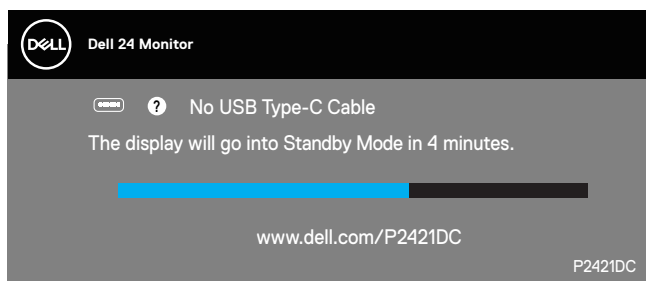 DELL
Dell 24 Monitor
? No USB Type-C Cable
The display will go into Standby Mode in 4 minutes.
www.dell.com/P2421DC
P2421DC